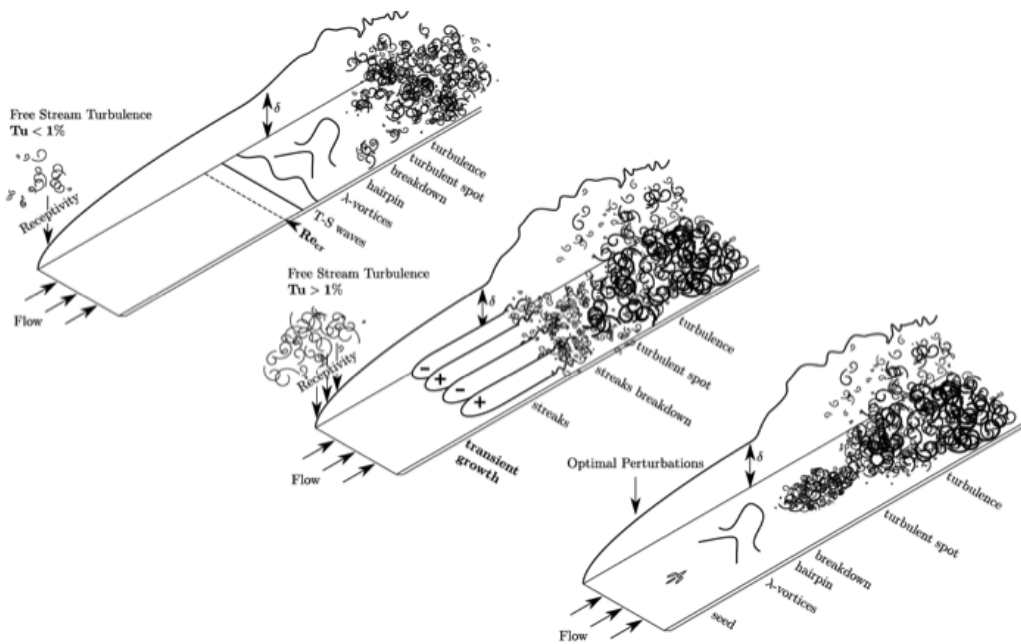 Free Stream Turbulence
Tu < 1%
Receptivity
Flow
δ
Re_cr
T-S waves
λ-vortices
hairpin
breakdown
turbulent spot
turbulence
Free Stream Turbulence
Tu > 1%
Receptivity
Flow
δ
−
+
−
+
transient
growth
streaks
streaks breakdown
turbulent spot
turbulence
Optimal Perturbations
Flow
δ
seed
λ-vortices
hairpin
breakdown
turbulent spot
turbulence